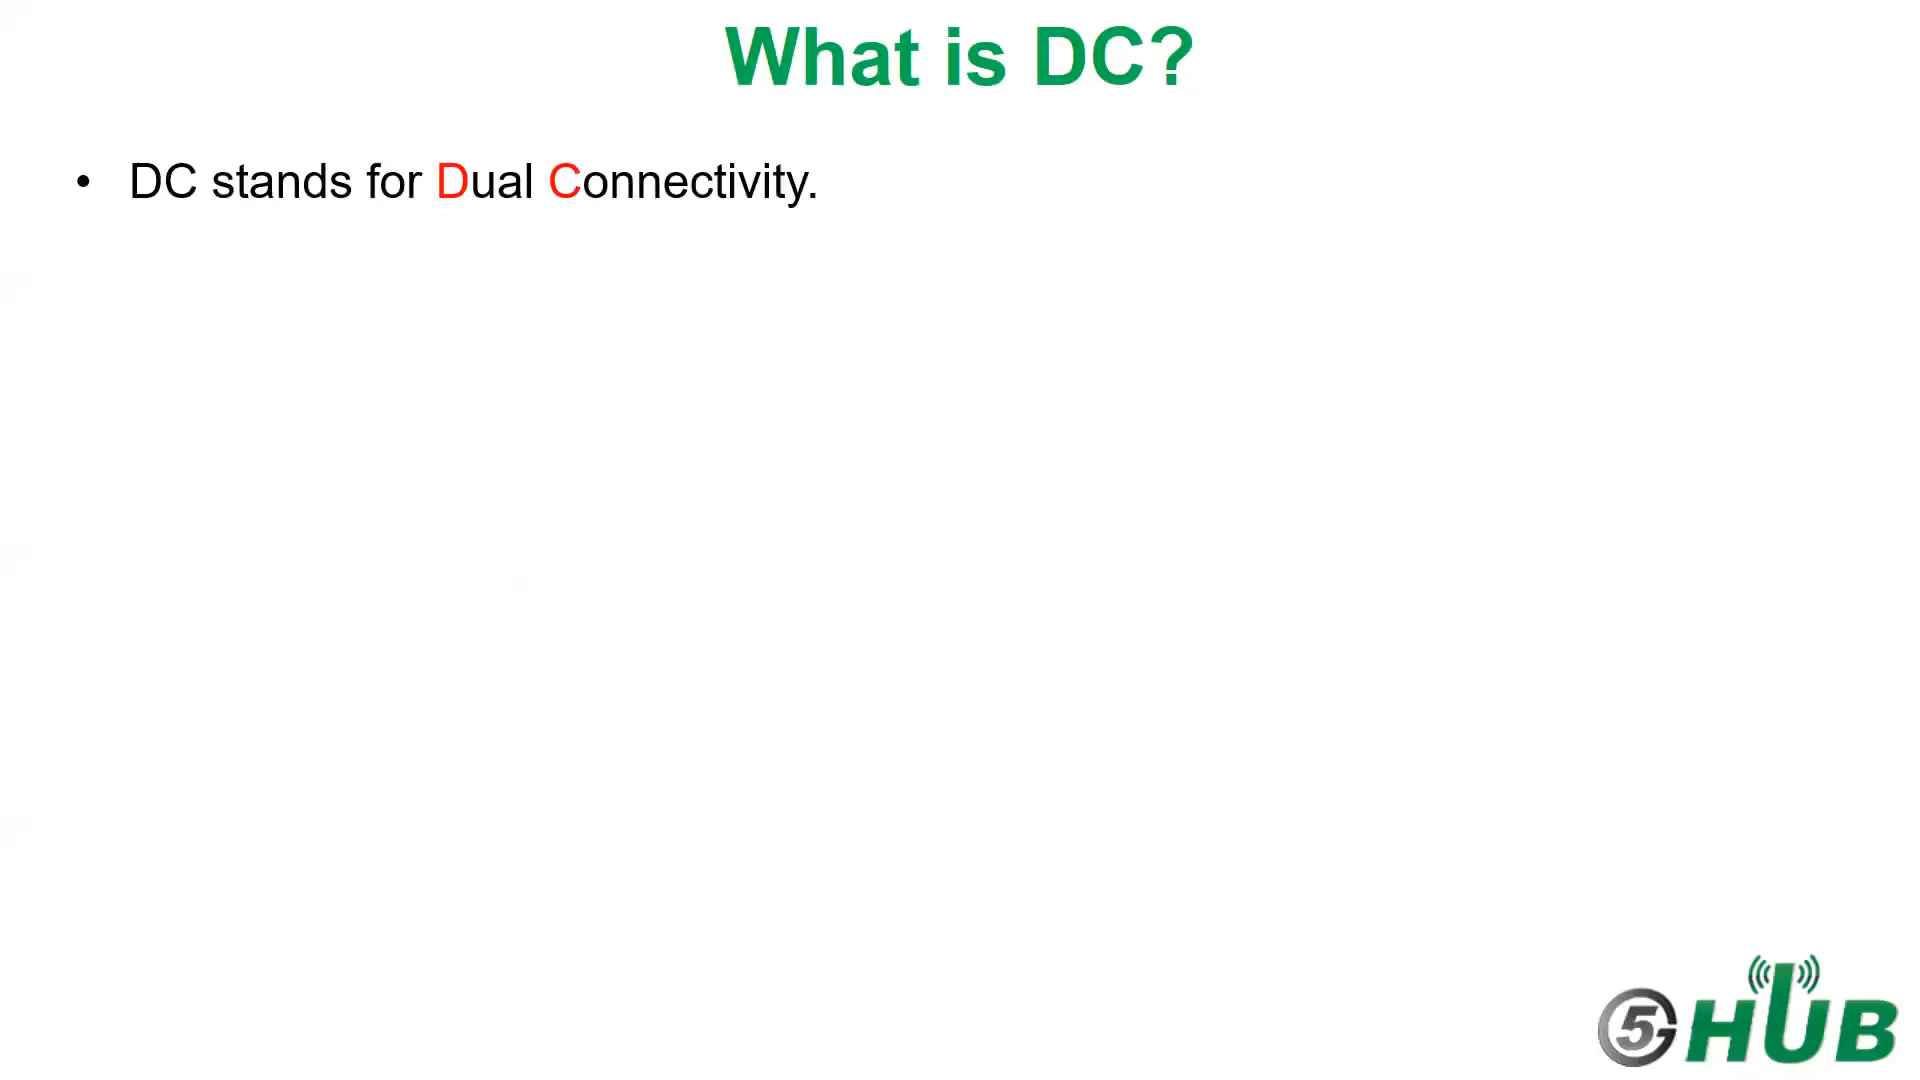 What is DC?
• DC stands for Dual Connectivity.
5G HUB